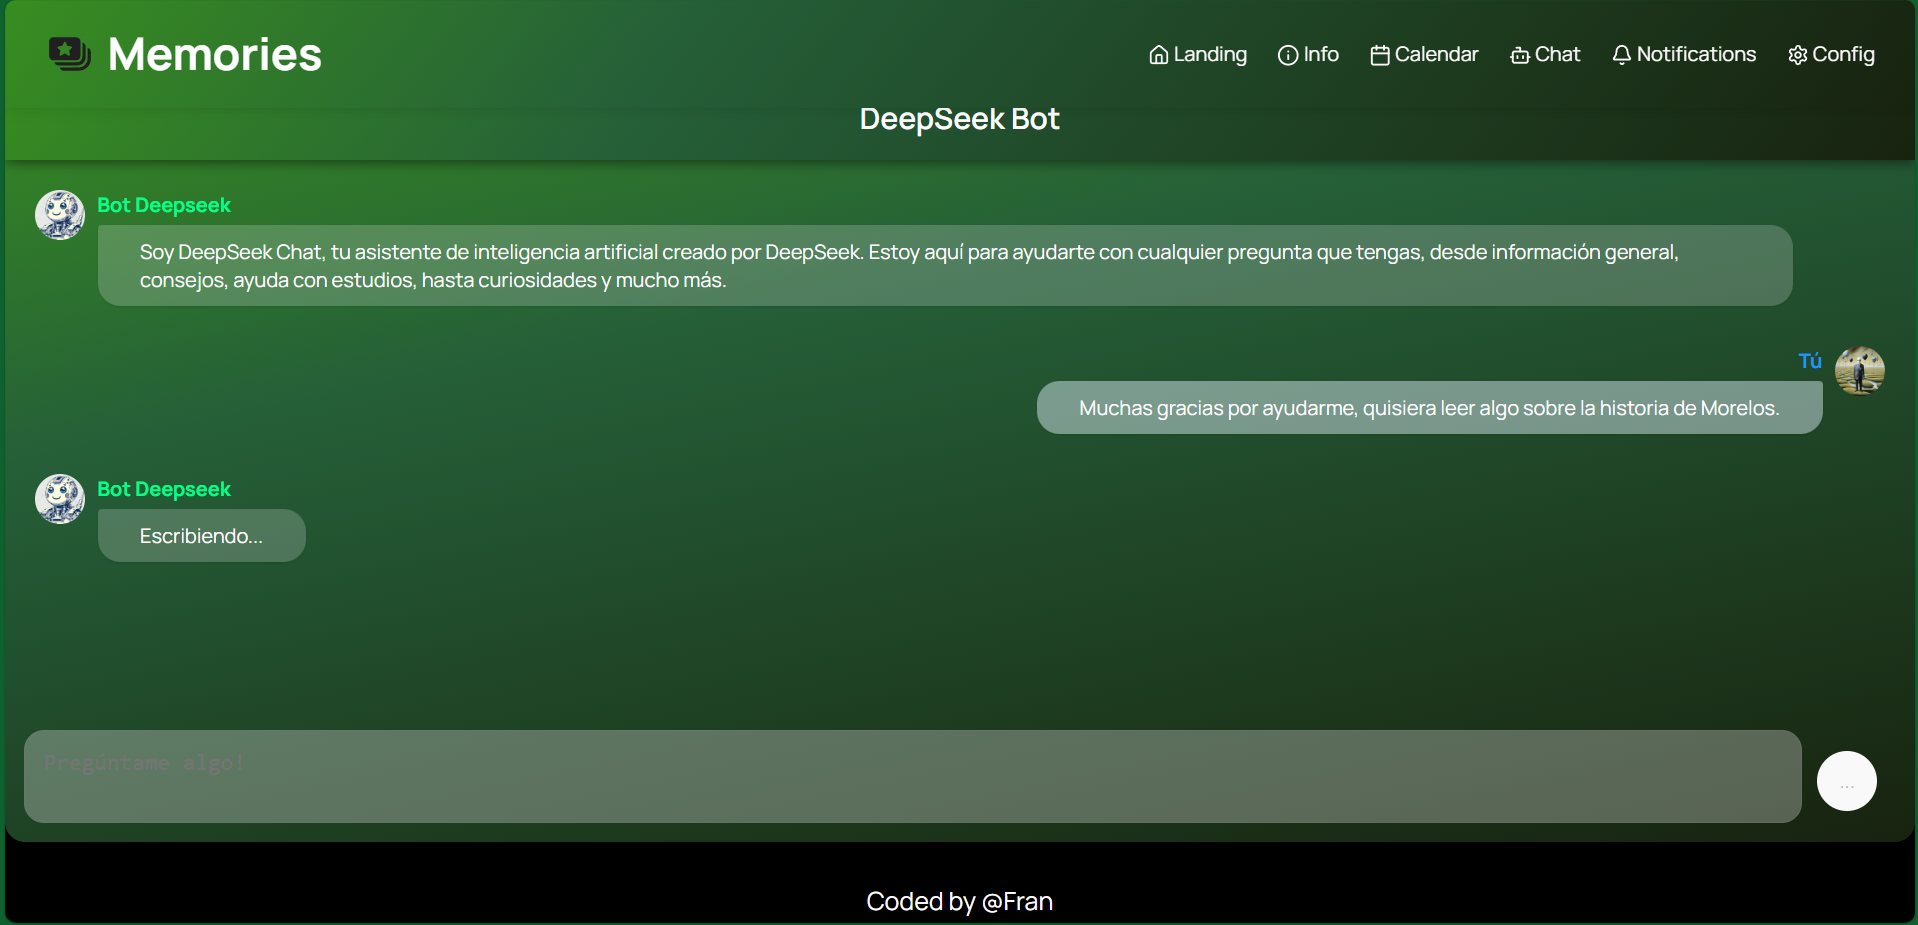 Memories
Landing Info Calendar Chat Notifications Config
DeepSeek Bot
Bot Deepseek
Soy DeepSeek Chat, tu asistente de inteligencia artificial creado por DeepSeek. Estoy aquí para ayudarte con cualquier pregunta que tengas, desde información general,
consejos, ayuda con estudios, hasta curiosidades y mucho más.
Tú
Muchas gracias por ayudarme, quisiera leer algo sobre la historia de Morelos.
Bot Deepseek
Escribiendo...
Pregúntame algo!
...
Coded by @Fran